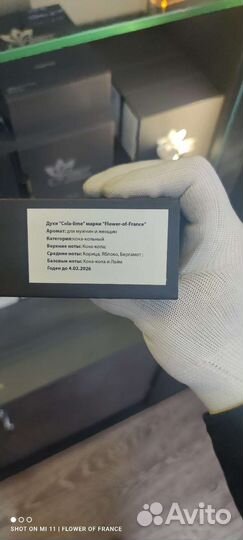 Духи "Cola-lime" марки "Flower-of-France"
Аромат: для мужчин и женщин
Категория:кока-кольный
Верхние ноты: Кока-кола;
Средние ноты: Корица, Яблоко, Бергамот ;
Базовые ноты: Кока-кола и Лайм.
Годен до 4.02.2026
SHOT ON MI 11 | FLOWER OF FRANCE
Avito